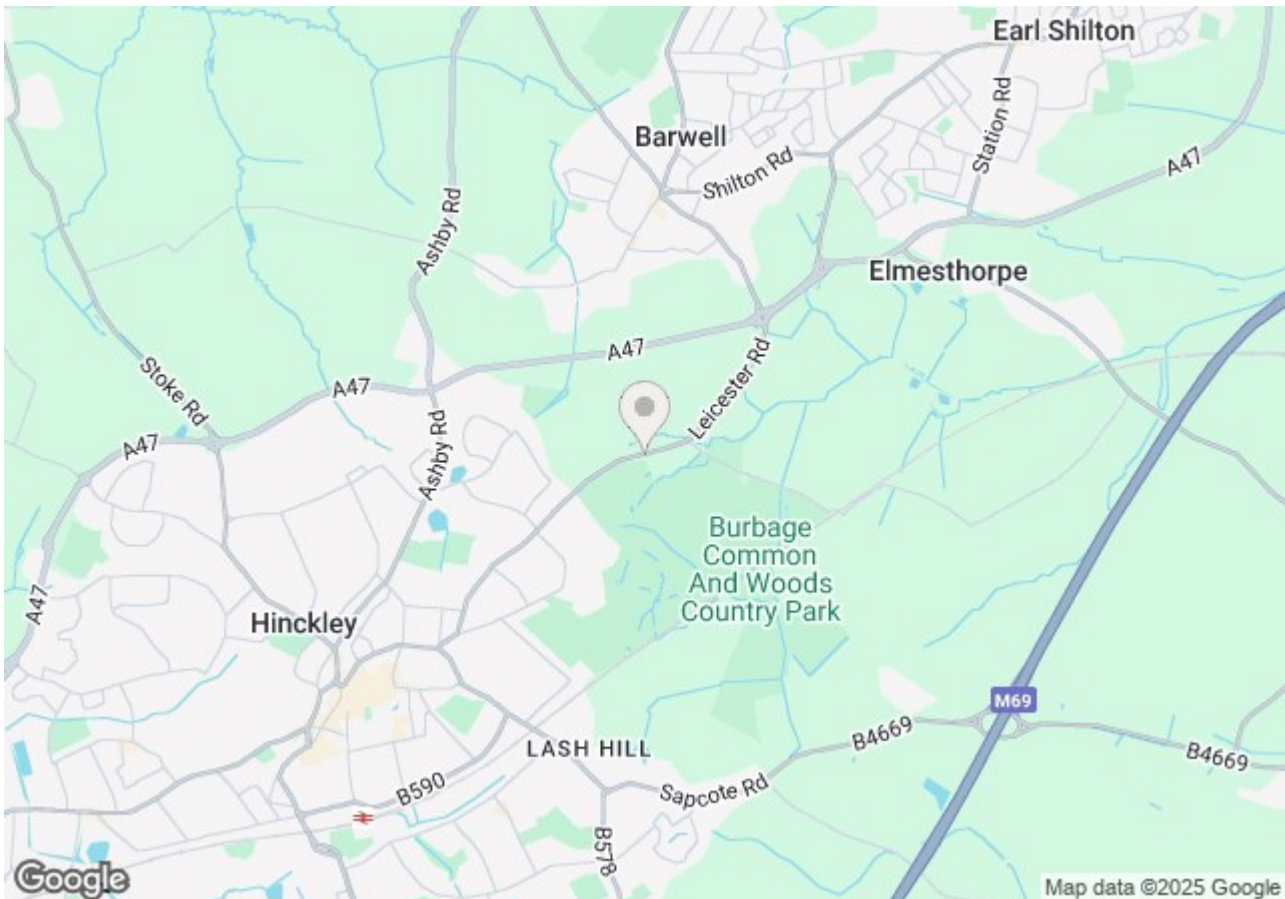 Earl Shilton
Barwell
Shilton Rd
Station Rd
A47
Ashby Rd
Elmesthorpe
A47
Leicester Rd
Stoke Rd
A47
A47
Ashby Rd
Burbage
Common
And Woods
Country Park
A47
Hinckley
M69
LASH HILL
B4669
B4669
B590
Sapcote Rd
B578
Google
Map data ©2025 Google